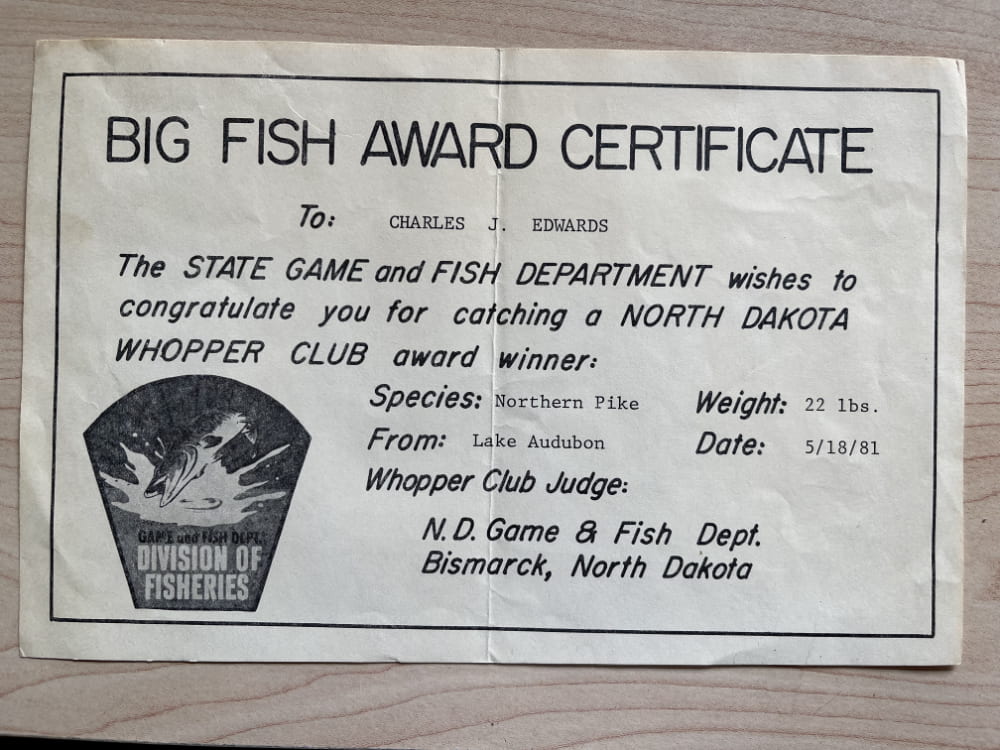 BIG FISH AWARD CERTIFICATE
To: CHARLES J. EDWARDS
The STATE GAME and FISH DEPARTMENT wishes to
congratulate you for catching a NORTH DAKOTA
WHOPPER CLUB award winner:
Species: Northern Pike Weight: 22 lbs.
From: Lake Audubon Date: 5/18/81
Whopper Club Judge:
N.D. Game & Fish Dept.
Bismarck, North Dakota
GAME and FISH DEPT.
DIVISION OF
FISHERIES